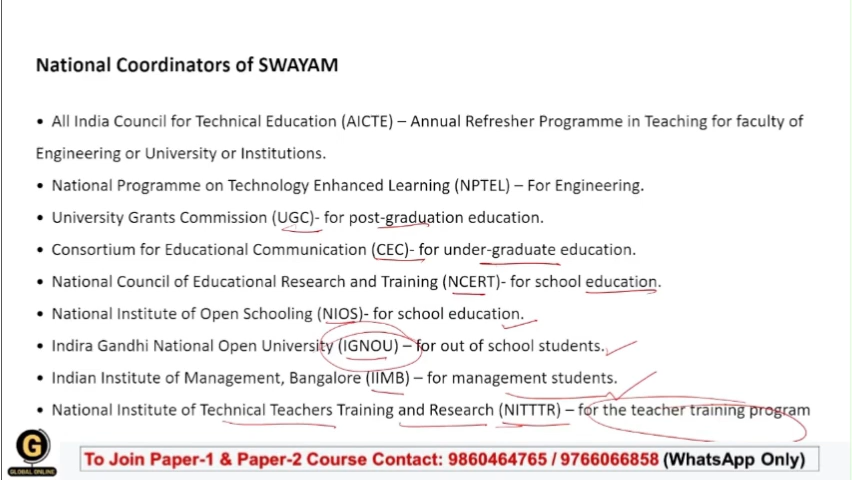 National Coordinators of SWAYAM
• All India Council for Technical Education (AICTE) – Annual Refresher Programme in Teaching for faculty of
Engineering or University or Institutions.
• National Programme on Technology Enhanced Learning (NPTEL) – For Engineering.
• University Grants Commission (UGC)- for post-graduation education.
• Consortium for Educational Communication (CEC)- for under-graduate education.
• National Council of Educational Research and Training (NCERT)- for school education.
• National Institute of Open Schooling (NIOS)- for school education.
• Indira Gandhi National Open University (IGNOU) – for out of school students.
• Indian Institute of Management, Bangalore (IIMB) – for management students.
• National Institute of Technical Teachers Training and Research (NITTTR) – for the teacher training program
G
GLOBAL ONLINE
To Join Paper-1 & Paper-2 Course Contact: 9860464765 / 9766066858 (WhatsApp Only)